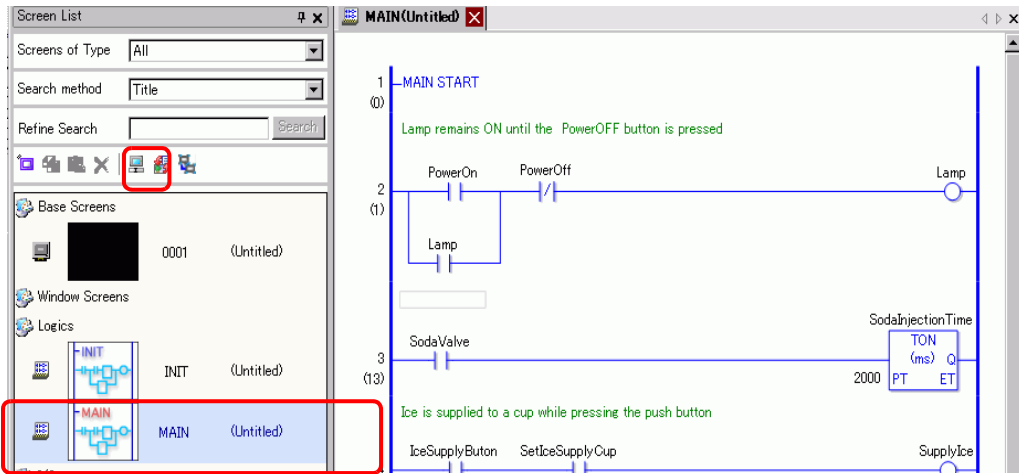 Screen List
Screens of Type All
Search method Title
Refine Search Search
Base Screens
0001 (Untitled)
Window Screens
Logics
INIT
INIT (Untitled)
MAIN
MAIN (Untitled)
MAIN(Untitled)
1 MAIN START
(0)
Lamp remains ON until the PowerOFF button is pressed
PowerOn PowerOff Lamp
2
(1)
Lamp
SodaInjectionTime
SodaValve TON
3 (ms) Q
(13) 2000 PT ET
Ice is supplied to a cup while pressing the push button
IceSupplyButon SetIceSupplyCup SupplyIce